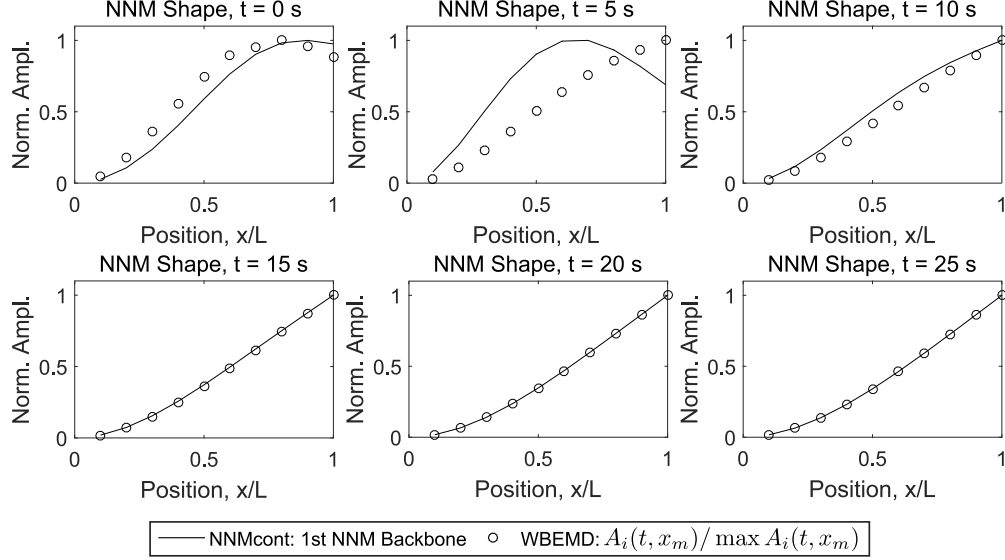 NNM Shape, t = 0 s
NNM Shape, t = 5 s
NNM Shape, t = 10 s
Norm. Ampl.
1
0.5
0
0
0.5
1
Position, x/L
Norm. Ampl.
1
0.5
0
0
0.5
1
Position, x/L
Norm. Ampl.
1
0.5
0
0
0.5
1
Position, x/L
NNM Shape, t = 15 s
NNM Shape, t = 20 s
NNM Shape, t = 25 s
Norm. Ampl.
1
0.5
0
0
0.5
1
Position, x/L
Norm. Ampl.
1
0.5
0
0
0.5
1
Position, x/L
Norm. Ampl.
1
0.5
0
0
0.5
1
Position, x/L
NNMcont: 1st NNM Backbone
WBEMD: A_i(t, x_m)/ max A_i(t, x_m)